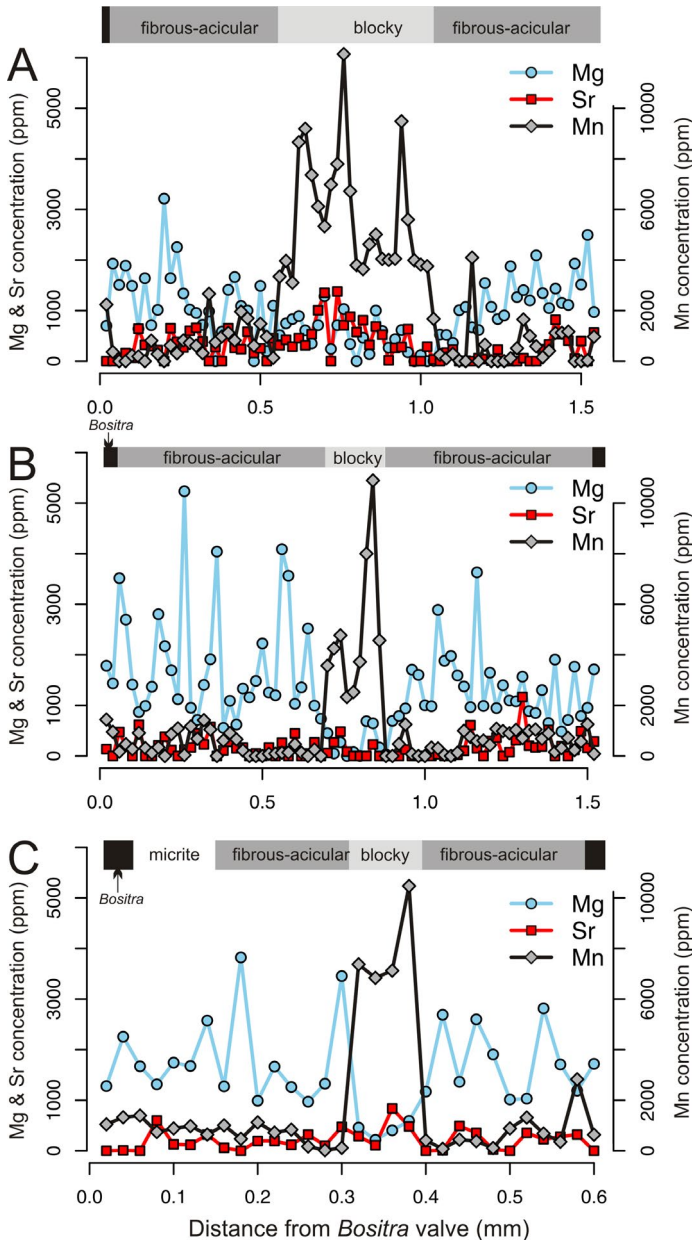 fibrous-acicular blocky fibrous-acicular
A
Mg
Sr
Mn
Mg & Sr concentration (ppm)
0 1000 3000 5000
Mn concentration (ppm)
0 2000 6000 10000
0.0 0.5 1.0 1.5
Bositra
B
fibrous-acicular blocky fibrous-acicular
Mg
Sr
Mn
Mg & Sr concentration (ppm)
0 1000 3000 5000
Mn concentration (ppm)
0 2000 6000 10000
0.0 0.5 1.0 1.5
C
micrite fibrous-acicular blocky fibrous-acicular
Bositra
Mg
Sr
Mn
Mg & Sr concentration (ppm)
0 1000 3000 5000
Mn concentration (ppm)
0 2000 6000 10000
0.0 0.1 0.2 0.3 0.4 0.5 0.6
Distance from Bositra valve (mm)